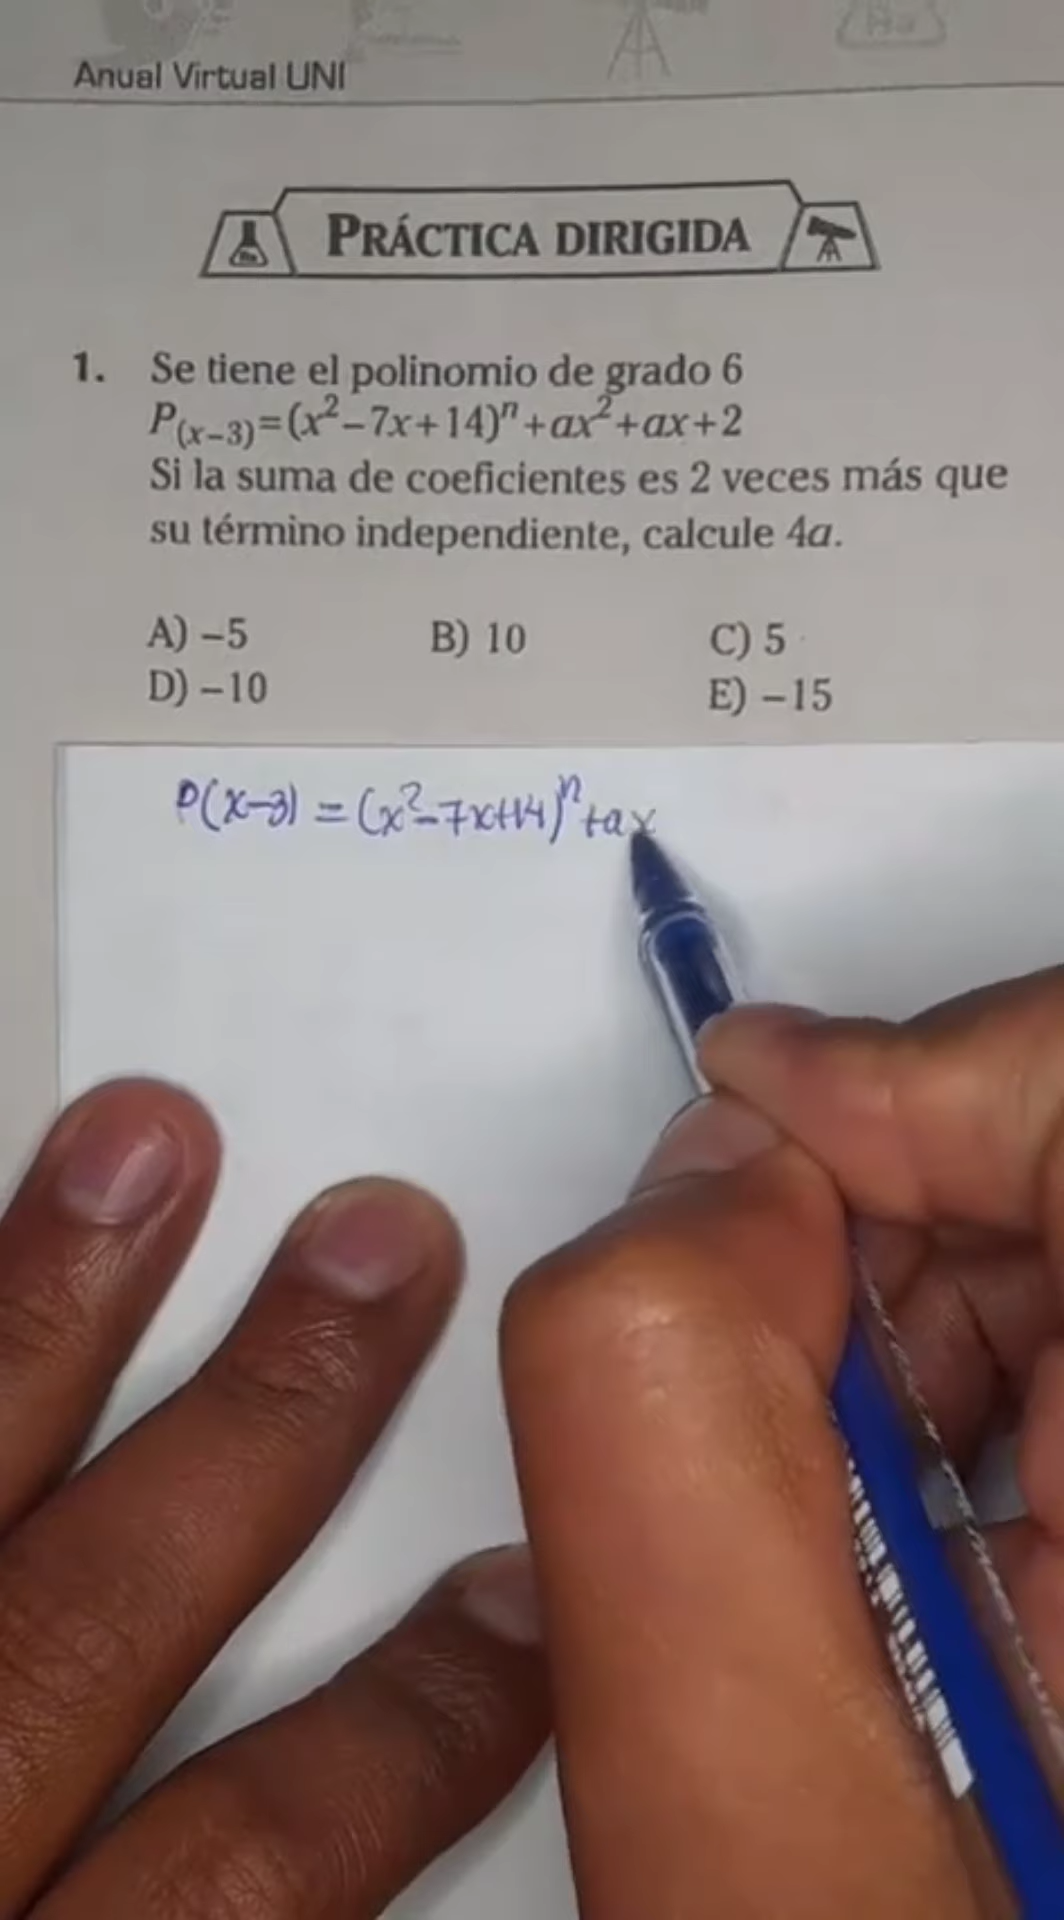 Anual Virtual UNI
PRÁCTICA DIRIGIDA
1. Se tiene el polinomio de grado 6
P(x–3)=(x²–7x+14)ⁿ+ax²+ax+2
Si la suma de coeficientes es 2 veces más que
su término independiente, calcule 4a.
A) –5 B) 10 C) 5
D) –10 E) –15
P(x-3) = (x²-7x+14)ⁿ+ax